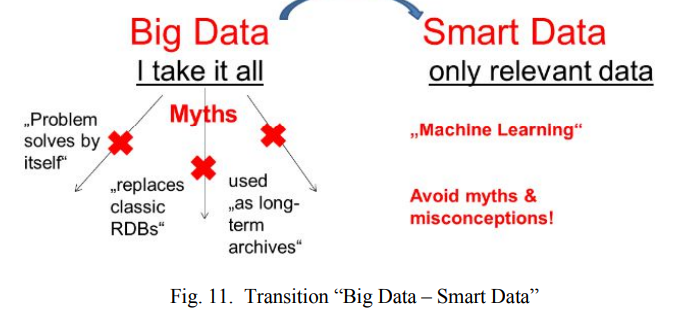 Big Data
I take it all
Myths
„Problem
solves by
itself“
„replaces
classic
RDBs“
used
„as long-
term
archives“
Smart Data
only relevant data
„Machine Learning“
Avoid myths &
misconceptions!
Fig. 11. Transition “Big Data – Smart Data”